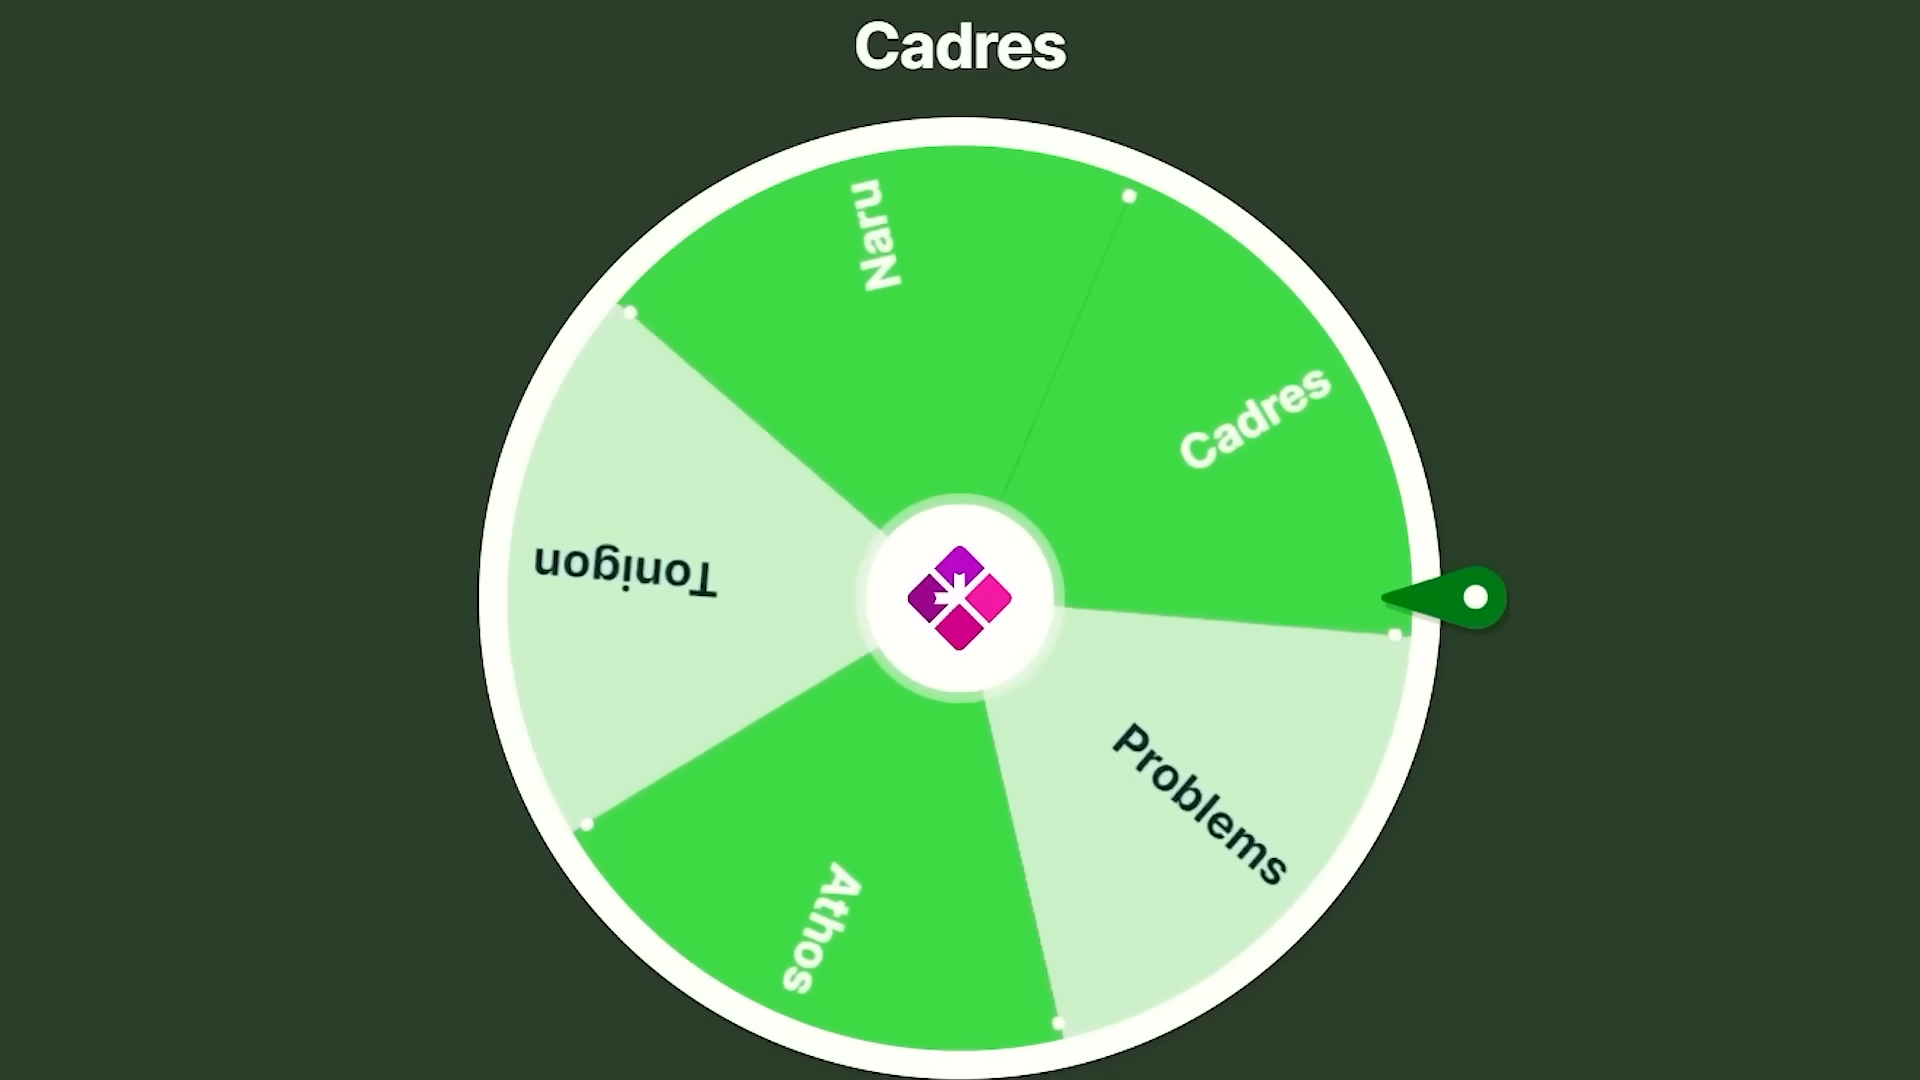 Cadres
Naru
Cadres
Tonigon
Problems
Athos